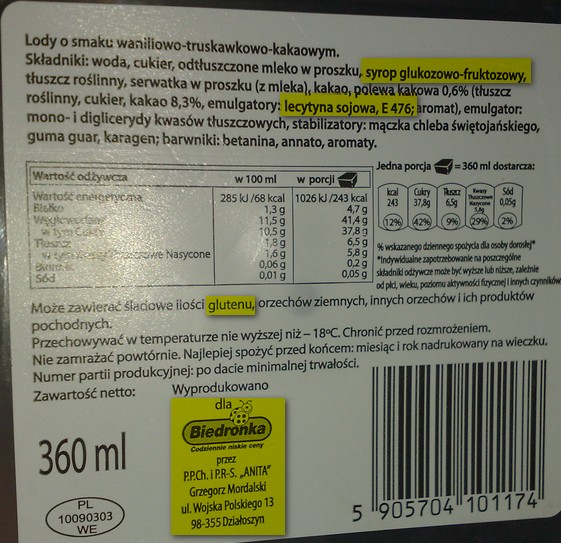 Lody o smaku waniliowo-truskawkowo-kakaowym.
Składniki: woda, cukier, odtłuszczone mleko w proszku, syrop glukozowo-fruktozowy,
tłuszcz roślinny, serwatka w proszku (z mleka), kakao, polewa kakowa 0,6% (tłuszcz
roślinny, cukier, kakao 8,3%, emulgatory: lecytyna sojowa, E 476; aromat), emulgator:
mono- i diglicerydy kwasów tłuszczowych, stabilizatory: mączka chleba świętojańskiego,
guma guar, karagen; barwniki: betanina, annato, aromaty.
Wartość odżywcza w 100 ml w porcji
Wartość energetyczna 285 kJ /68 kcal 1026 kJ /243 kcal
Białko 1,3 g 4,7 g
Węglowodany 11,5 g 41,4 g
w tym Cukry 10,5 g 37,8 g
Tłuszcz 1,8 g 6,5 g
w tym Kwasy Tłuszczowe Nasycone 1,6 g 5,8 g
Błonnik 0,06 g 0,2 g
Sód 0,01 g 0,05 g
Jedna porcja = 360 ml dostarcza:
kcal 243 12%
Cukry 37,8g 42%
Tłuszcz 6,5g 9%
Kwasy Tłuszczowe Nasycone 5,8g 29%
Sód 0,05g 2%
% wskazanego dziennego spożycia dla osoby dorosłej*
*Indywidualne zapotrzebowanie na poszczególne
składniki odżywcze może być wyższe lub niższe, zależnie
od płci, wieku, poziomu aktywności fizycznej i innych czynników
Może zawierać śladowe ilości glutenu, orzechów ziemnych, innych orzechów i ich produktów
pochodnych.
Przechowywać w temperaturze nie wyższej niż – 18ºC. Chronić przed rozmrożeniem.
Nie zamrażać powtórnie. Najlepiej spożyć przed końcem: miesiąc i rok nadrukowany na wieczku.
Numer partii produkcyjnej: po dacie minimalnej trwałości.
Zawartość netto:
360 ml
Wyprodukowano
dla
Biedronka
Codziennie niskie ceny
przez
P.P.Ch. i P.R-S. „ANITA”
Grzegorz Mordalski
ul. Wojska Polskiego 13
98-355 Działoszyn
PL
10090303
WE
5 905704 101174